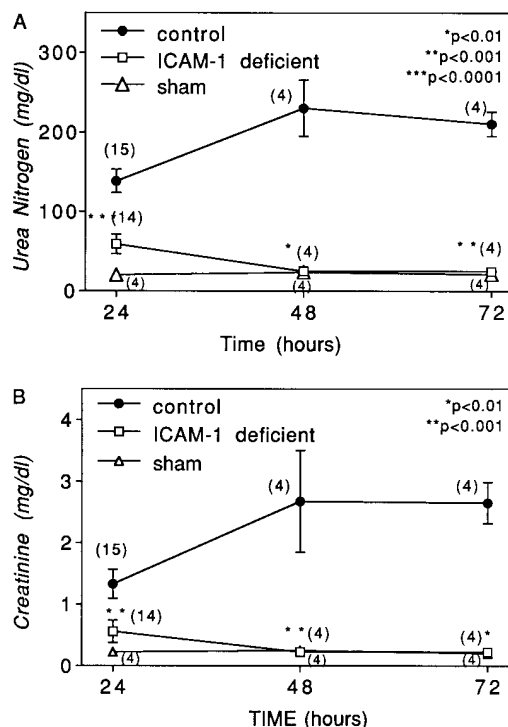 A
control
ICAM-1 deficient
sham
*p<0.01
**p<0.001
***p<0.0001
Urea Nitrogen (mg/dl)
300
200
100
0
(15)
(4)
(4)
***(14)
*(4)
**(4)
(4)
(4)
(4)
24
48
72
Time (hours)
B
control
ICAM-1 deficient
sham
*p<0.01
**p<0.001
Creatinine (mg/dl)
4
3
2
1
0
(15)
(4)
(4)
**(14)
**(4)
(4)*
(4)
(4)
(4)
24
48
72
TIME (hours)